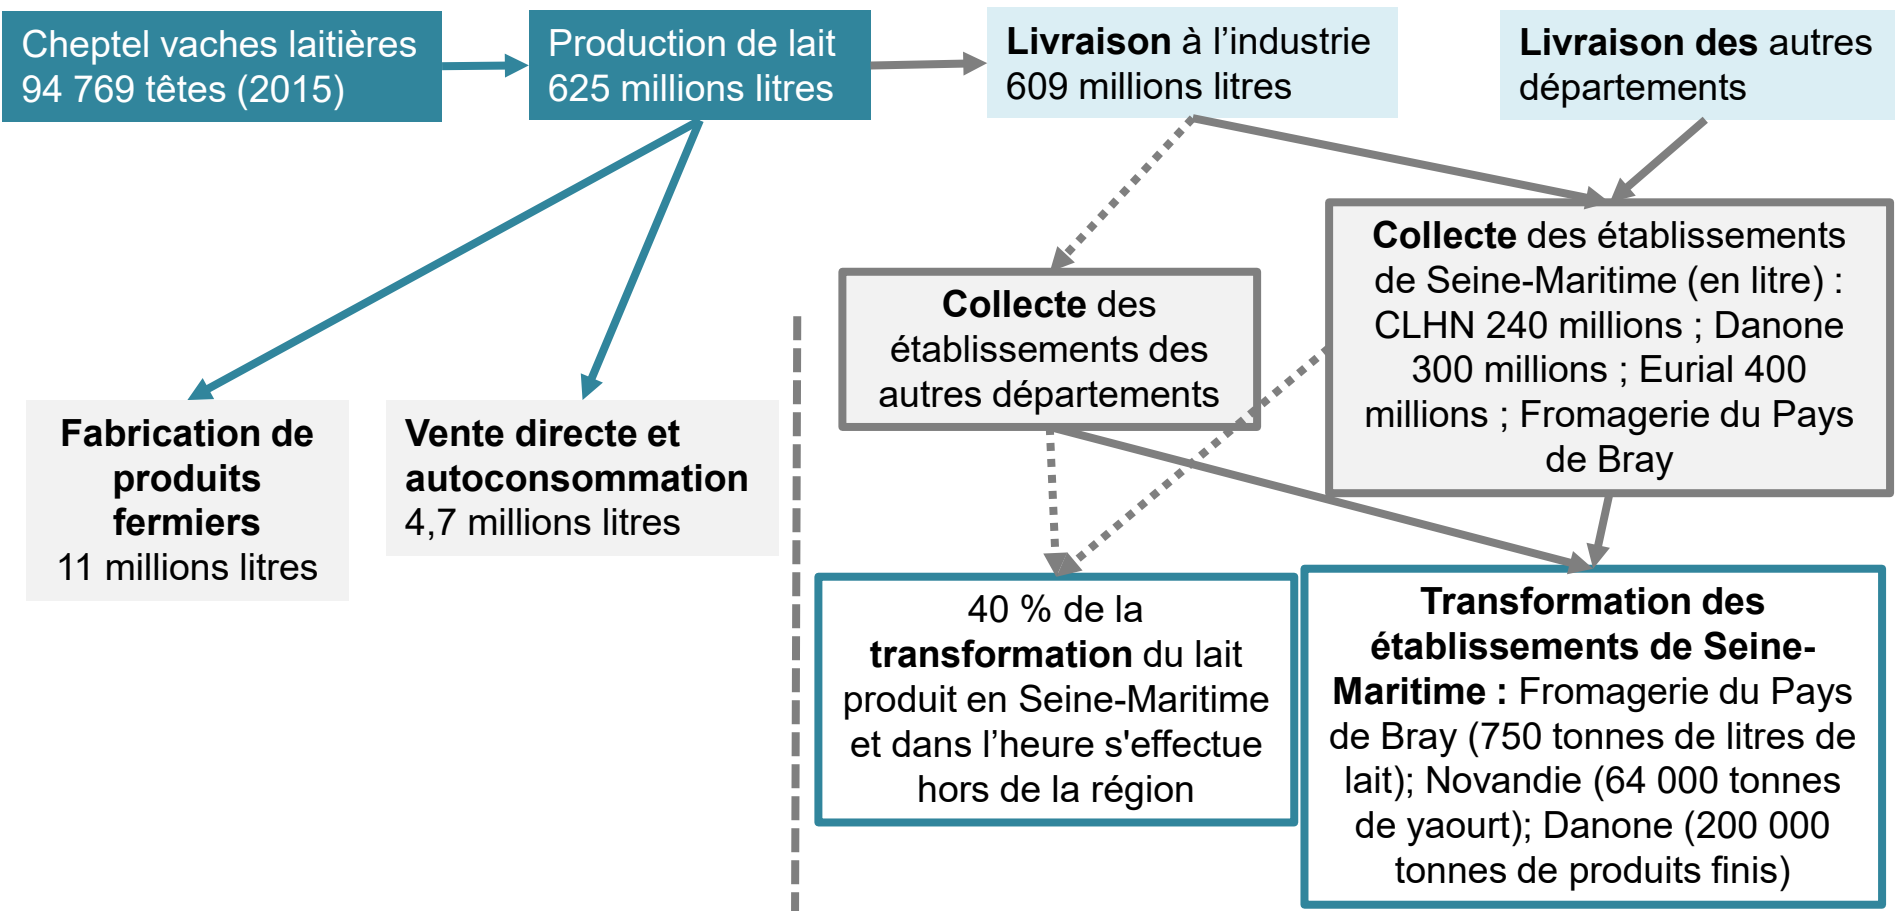 Cheptel vaches laitières
94 769 têtes (2015)
Production de lait
625 millions litres
Livraison à l’industrie
609 millions litres
Livraison des autres
départements
Collecte des établissements
de Seine-Maritime (en litre) :
CLHN 240 millions ; Danone
300 millions ; Eurial 400
millions ; Fromagerie du Pays
de Bray
Collecte des
établissements des
autres départements
Fabrication de
produits
fermiers
11 millions litres
Vente directe et
autoconsommation
4,7 millions litres
40 % de la
transformation du lait
produit en Seine-Maritime
et dans l’heure s'effectue
hors de la région
Transformation des
établissements de Seine-
Maritime : Fromagerie du Pays
de Bray (750 tonnes de litres de
lait); Novandie (64 000 tonnes
de yaourt); Danone (200 000
tonnes de produits finis)